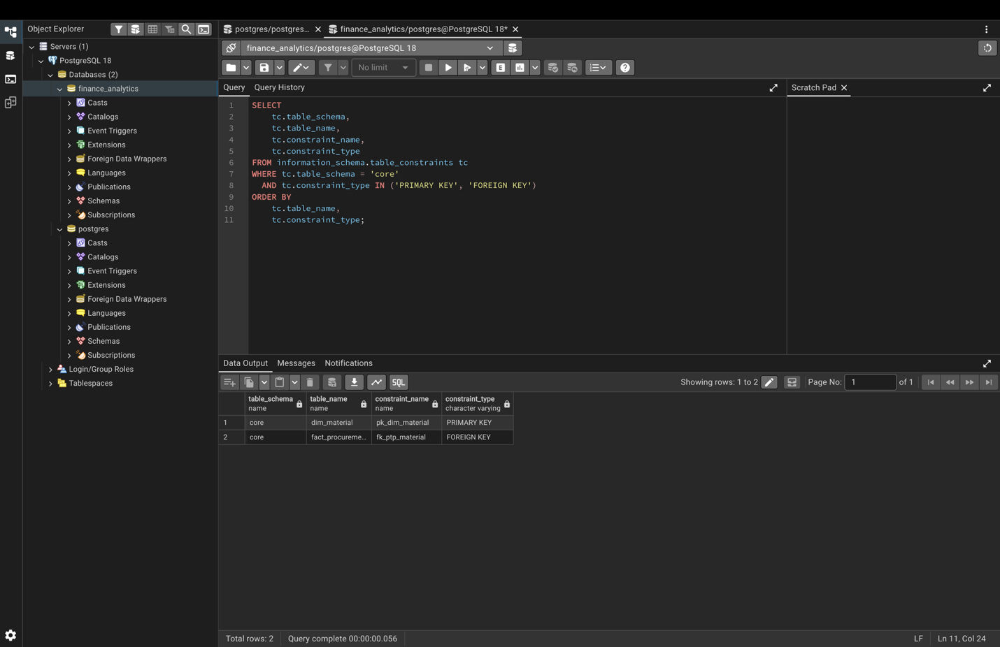 Object Explorer
Servers (1)
PostgreSQL 18
Databases (2)
finance_analytics
Casts
Catalogs
Event Triggers
Extensions
Foreign Data Wrappers
Languages
Publications
Schemas
Subscriptions
postgres
Casts
Catalogs
Event Triggers
Extensions
Foreign Data Wrappers
Languages
Publications
Schemas
Subscriptions
Login/Group Roles
Tablespaces
postgres/postgres...
finance_analytics/postgres@PostgreSQL 18*
finance_analytics/postgres@PostgreSQL 18
No limit
E
Query Query History
Scratch Pad
1 SELECT
2 tc.table_schema,
3 tc.table_name,
4 tc.constraint_name,
5 tc.constraint_type
6 FROM information_schema.table_constraints tc
7 WHERE tc.table_schema = 'core'
8 AND tc.constraint_type IN ('PRIMARY KEY', 'FOREIGN KEY')
9 ORDER BY
10 tc.table_name,
11 tc.constraint_type;
Data Output Messages Notifications
SQL
Showing rows: 1 to 2
Page No: 1 of 1
table_schema table_name constraint_name constraint_type
name name name character varying
1 core dim_material pk_dim_material PRIMARY KEY
2 core fact_procureme... fk_ptp_material FOREIGN KEY
Total rows: 2 Query complete 00:00:00.056 LF Ln 11, Col 24